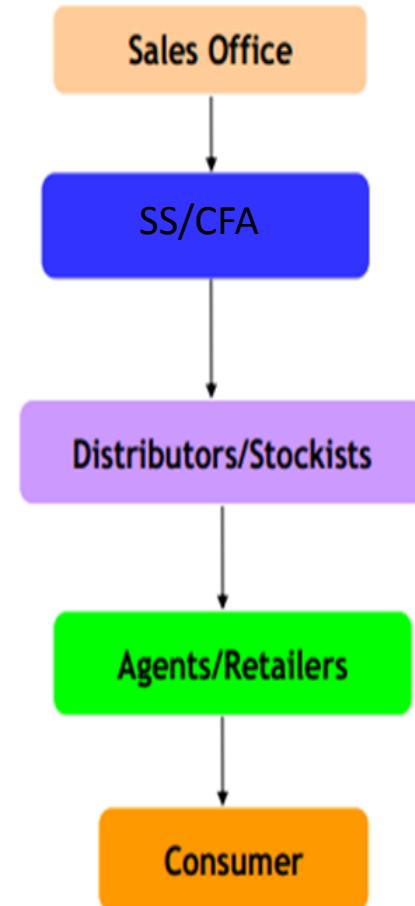 Sales Office
SS/CFA
Distributors/Stockists
Agents/Retailers
Consumer